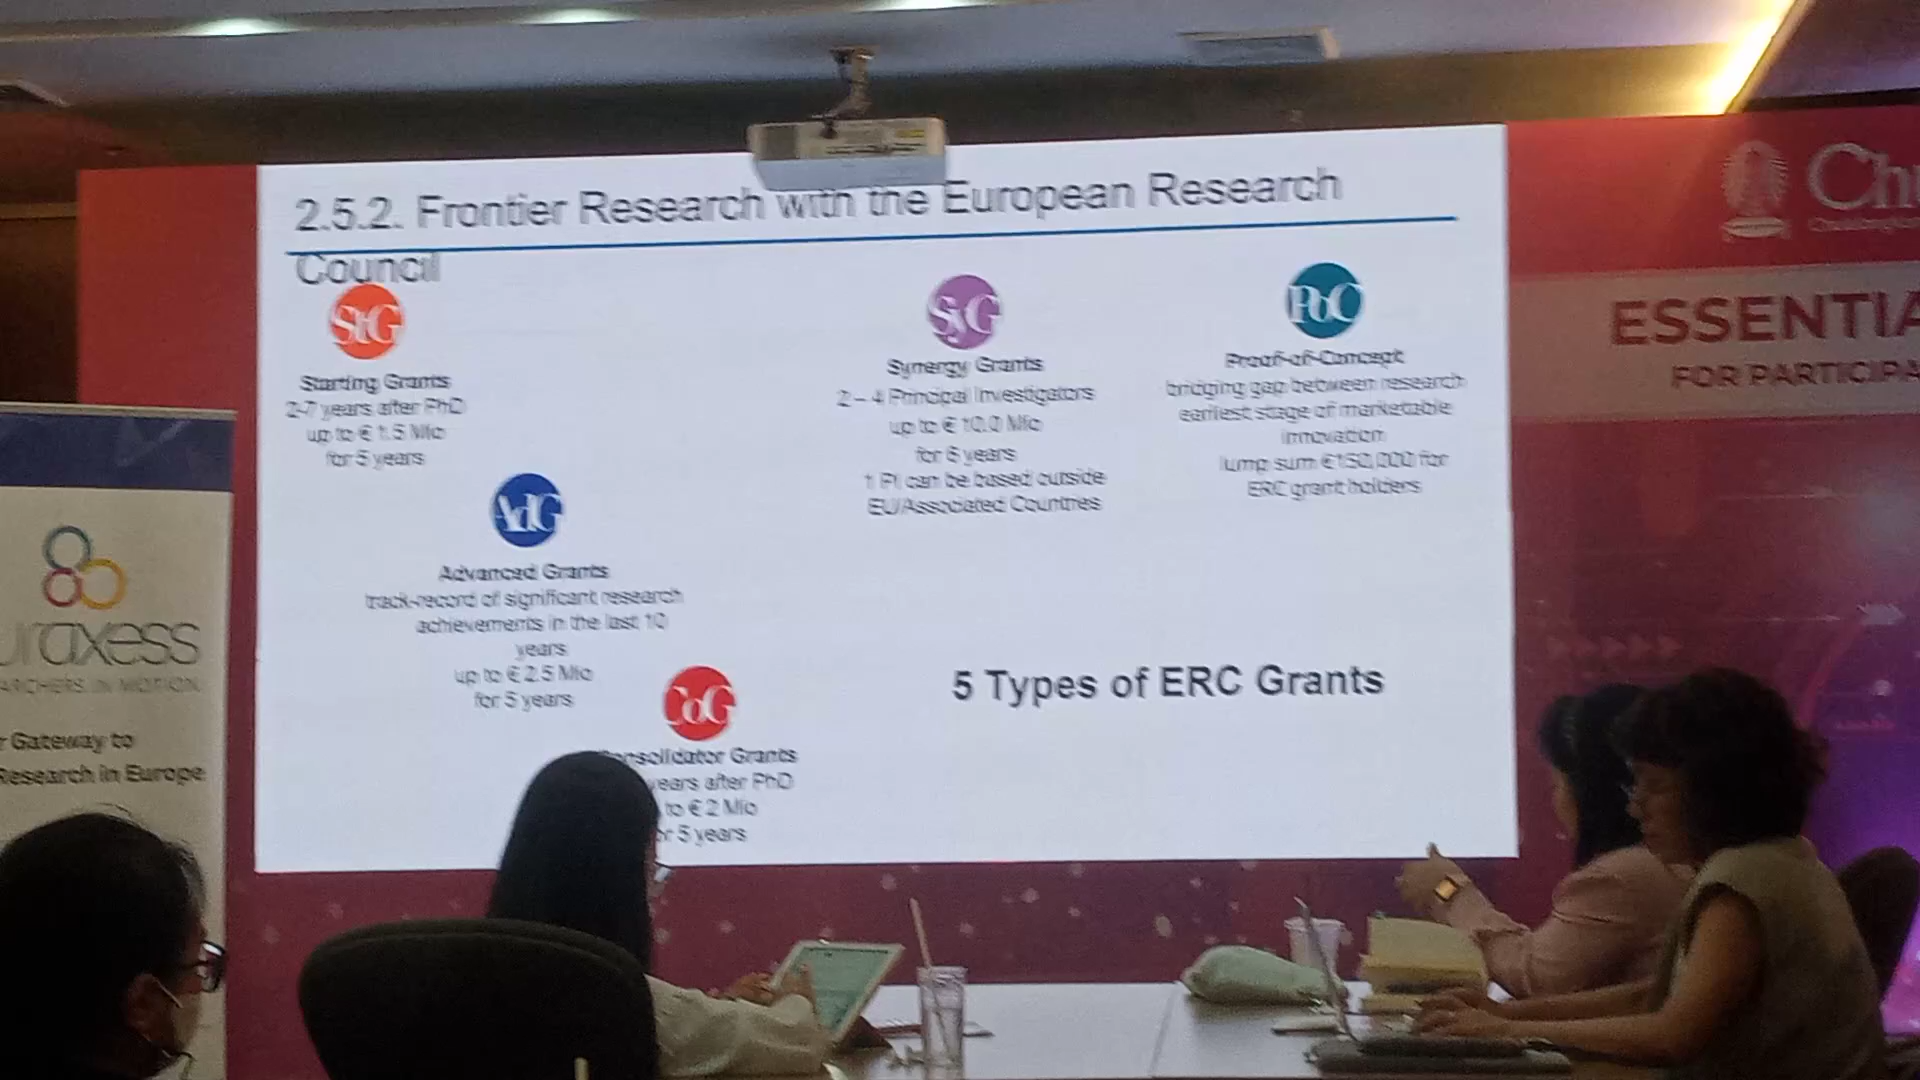 2.5.2. Frontier Research with the European Research
Council
StG
Starting Grants
2-7 years after PhD
up to € 1.5 Mio
for 5 years
AdG
Advanced Grants
track-record of significant research
achievements in the last 10
years
up to € 2.5 Mio
for 5 years
CoG
onsolidator Grants
years after PhD
to € 2 Mio
r 5 years
SyG
Synergy Grants
2 – 4 Principal Investigators
up to € 10.0 Mio
for 6 years
1 PI can be based outside
EU/Associated Countries
PoC
Proof-of-Concept
bridging gap between research
earliest stage of marketable
innovation
lump sum €150,000 for
ERC grant holders
5 Types of ERC Grants
uraxess
ARCHERS IN MOTION
r Gateway to
Research in Europe
Chu
ESSENTIA
FOR PARTICIPA